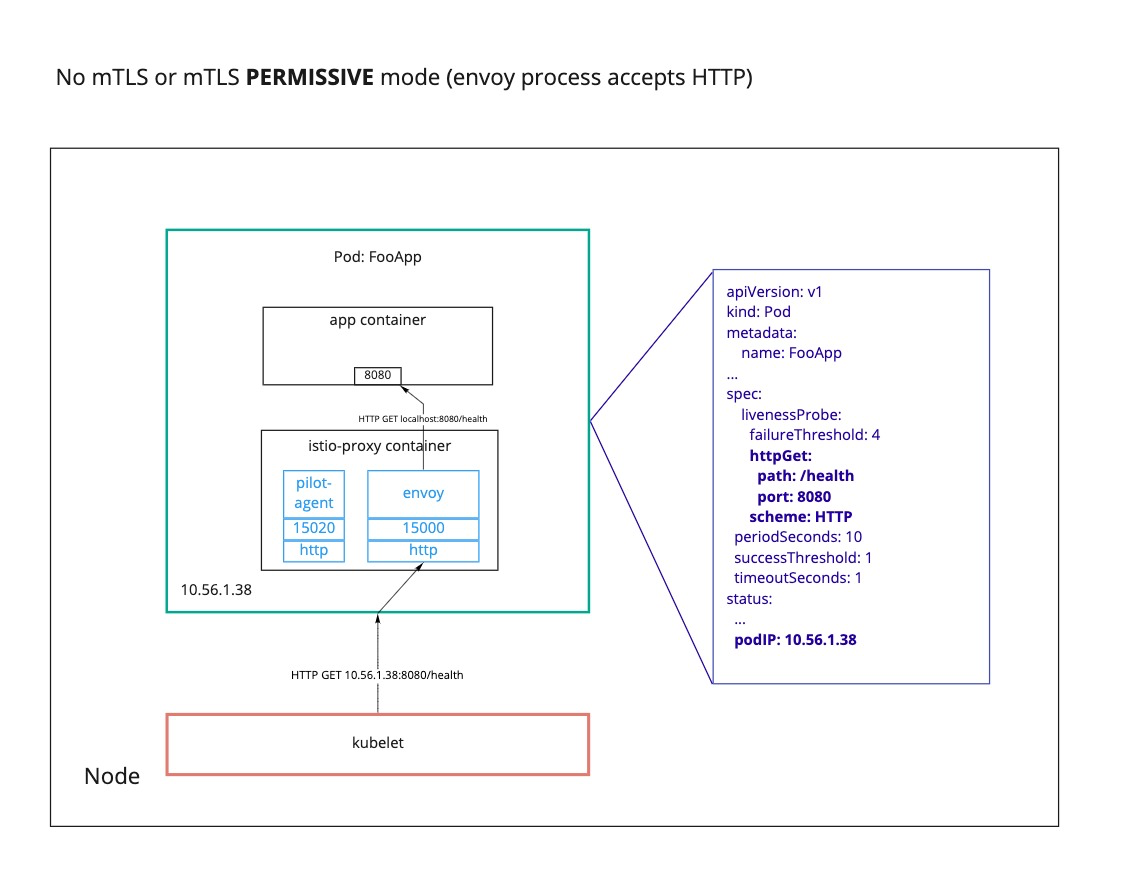 No mTLS or mTLS PERMISSIVE mode (envoy process accepts HTTP)
Pod: FooApp
app container
8080
HTTP GET localhost:8080/health
istio-proxy container
pilot-
agent
15020
http
envoy
15000
http
10.56.1.38
HTTP GET 10.56.1.38:8080/health
kubelet
Node
apiVersion: v1
kind: Pod
metadata:
name: FooApp
...
spec:
livenessProbe:
failureThreshold: 4
httpGet:
path: /health
port: 8080
scheme: HTTP
periodSeconds: 10
successThreshold: 1
timeoutSeconds: 1
status:
...
podIP: 10.56.1.38